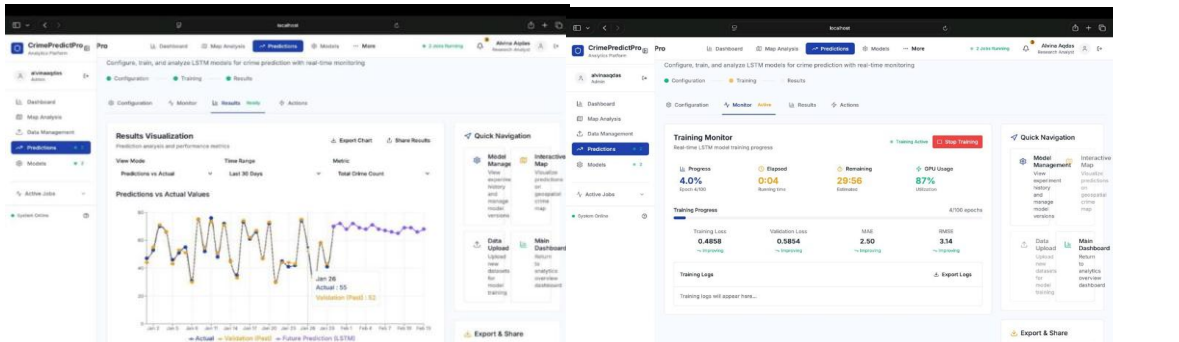 localhost
CrimePredictPro
Analytics Platform
Pro
Dashboard
Map Analysis
Predictions
Models
More
2 Jobs Running
Alvina Aqdas
Research Analyst
Configure, train, and analyze LSTM models for crime prediction with real-time monitoring
alvinaaqdas
Admin
Configuration
Training
Results
Dashboard
Map Analysis
Data Management
Predictions
Models
Active Jobs
System Online
Configuration
Monitor
Results Ready
Actions
Results Visualization
Prediction analysis and performance metrics
Export Chart
Share Results
View Mode
Time Range
Metric
Predictions vs Actual
Last 30 Days
Total Crime Count
Predictions vs Actual Values
80
60
40
20
0
Jan 28
Actual : 55
Validation (Past) : 52
Actual
Validation (Past)
Future Prediction (LSTM)
Quick Navigation
Model
Manage
View
experiment
history
and
manage
model
versions
Interactive
Map
Visualize
predictions
on
geospatial
crime
map
Data
Upload
Upload
new
datasets
for
model
training
Main
Dashboard
Return
to
analytics
overview
dashboard
Export & Share
localhost
CrimePredictPro
Analytics Platform
Pro
Dashboard
Map Analysis
Predictions
Models
More
2 Jobs Running
Alvina Aqdas
Research Analyst
Configure, train, and analyze LSTM models for crime prediction with real-time monitoring
alvinaaqdas
Admin
Configuration
Training
Results
Dashboard
Map Analysis
Data Management
Predictions
Models
Active Jobs
System Online
Configuration
Monitor Active
Results
Actions
Training Monitor
Real-time LSTM model training progress
Training Active
Stop Training
Progress
4.0%
Epoch 4/100
Elapsed
0:04
Running time
Remaining
29:56
Estimated
GPU Usage
87%
Utilization
Training Progress
4/100 epochs
Training Loss
0.4858
Improving
Validation Loss
0.5854
Improving
MAE
2.50
Improving
RMSE
3.14
Improving
Training Logs
Export Logs
Training logs will appear here...
Quick Navigation
Model
Management
View
experiment
history
and
manage
model
versions
Interactive
Map
Visualize
predictions
on
geospatial
crime
map
Data
Upload
Upload
new
datasets
for
model
training
Main
Dashboard
Return
to
analytics
overview
dashboard
Export & Share